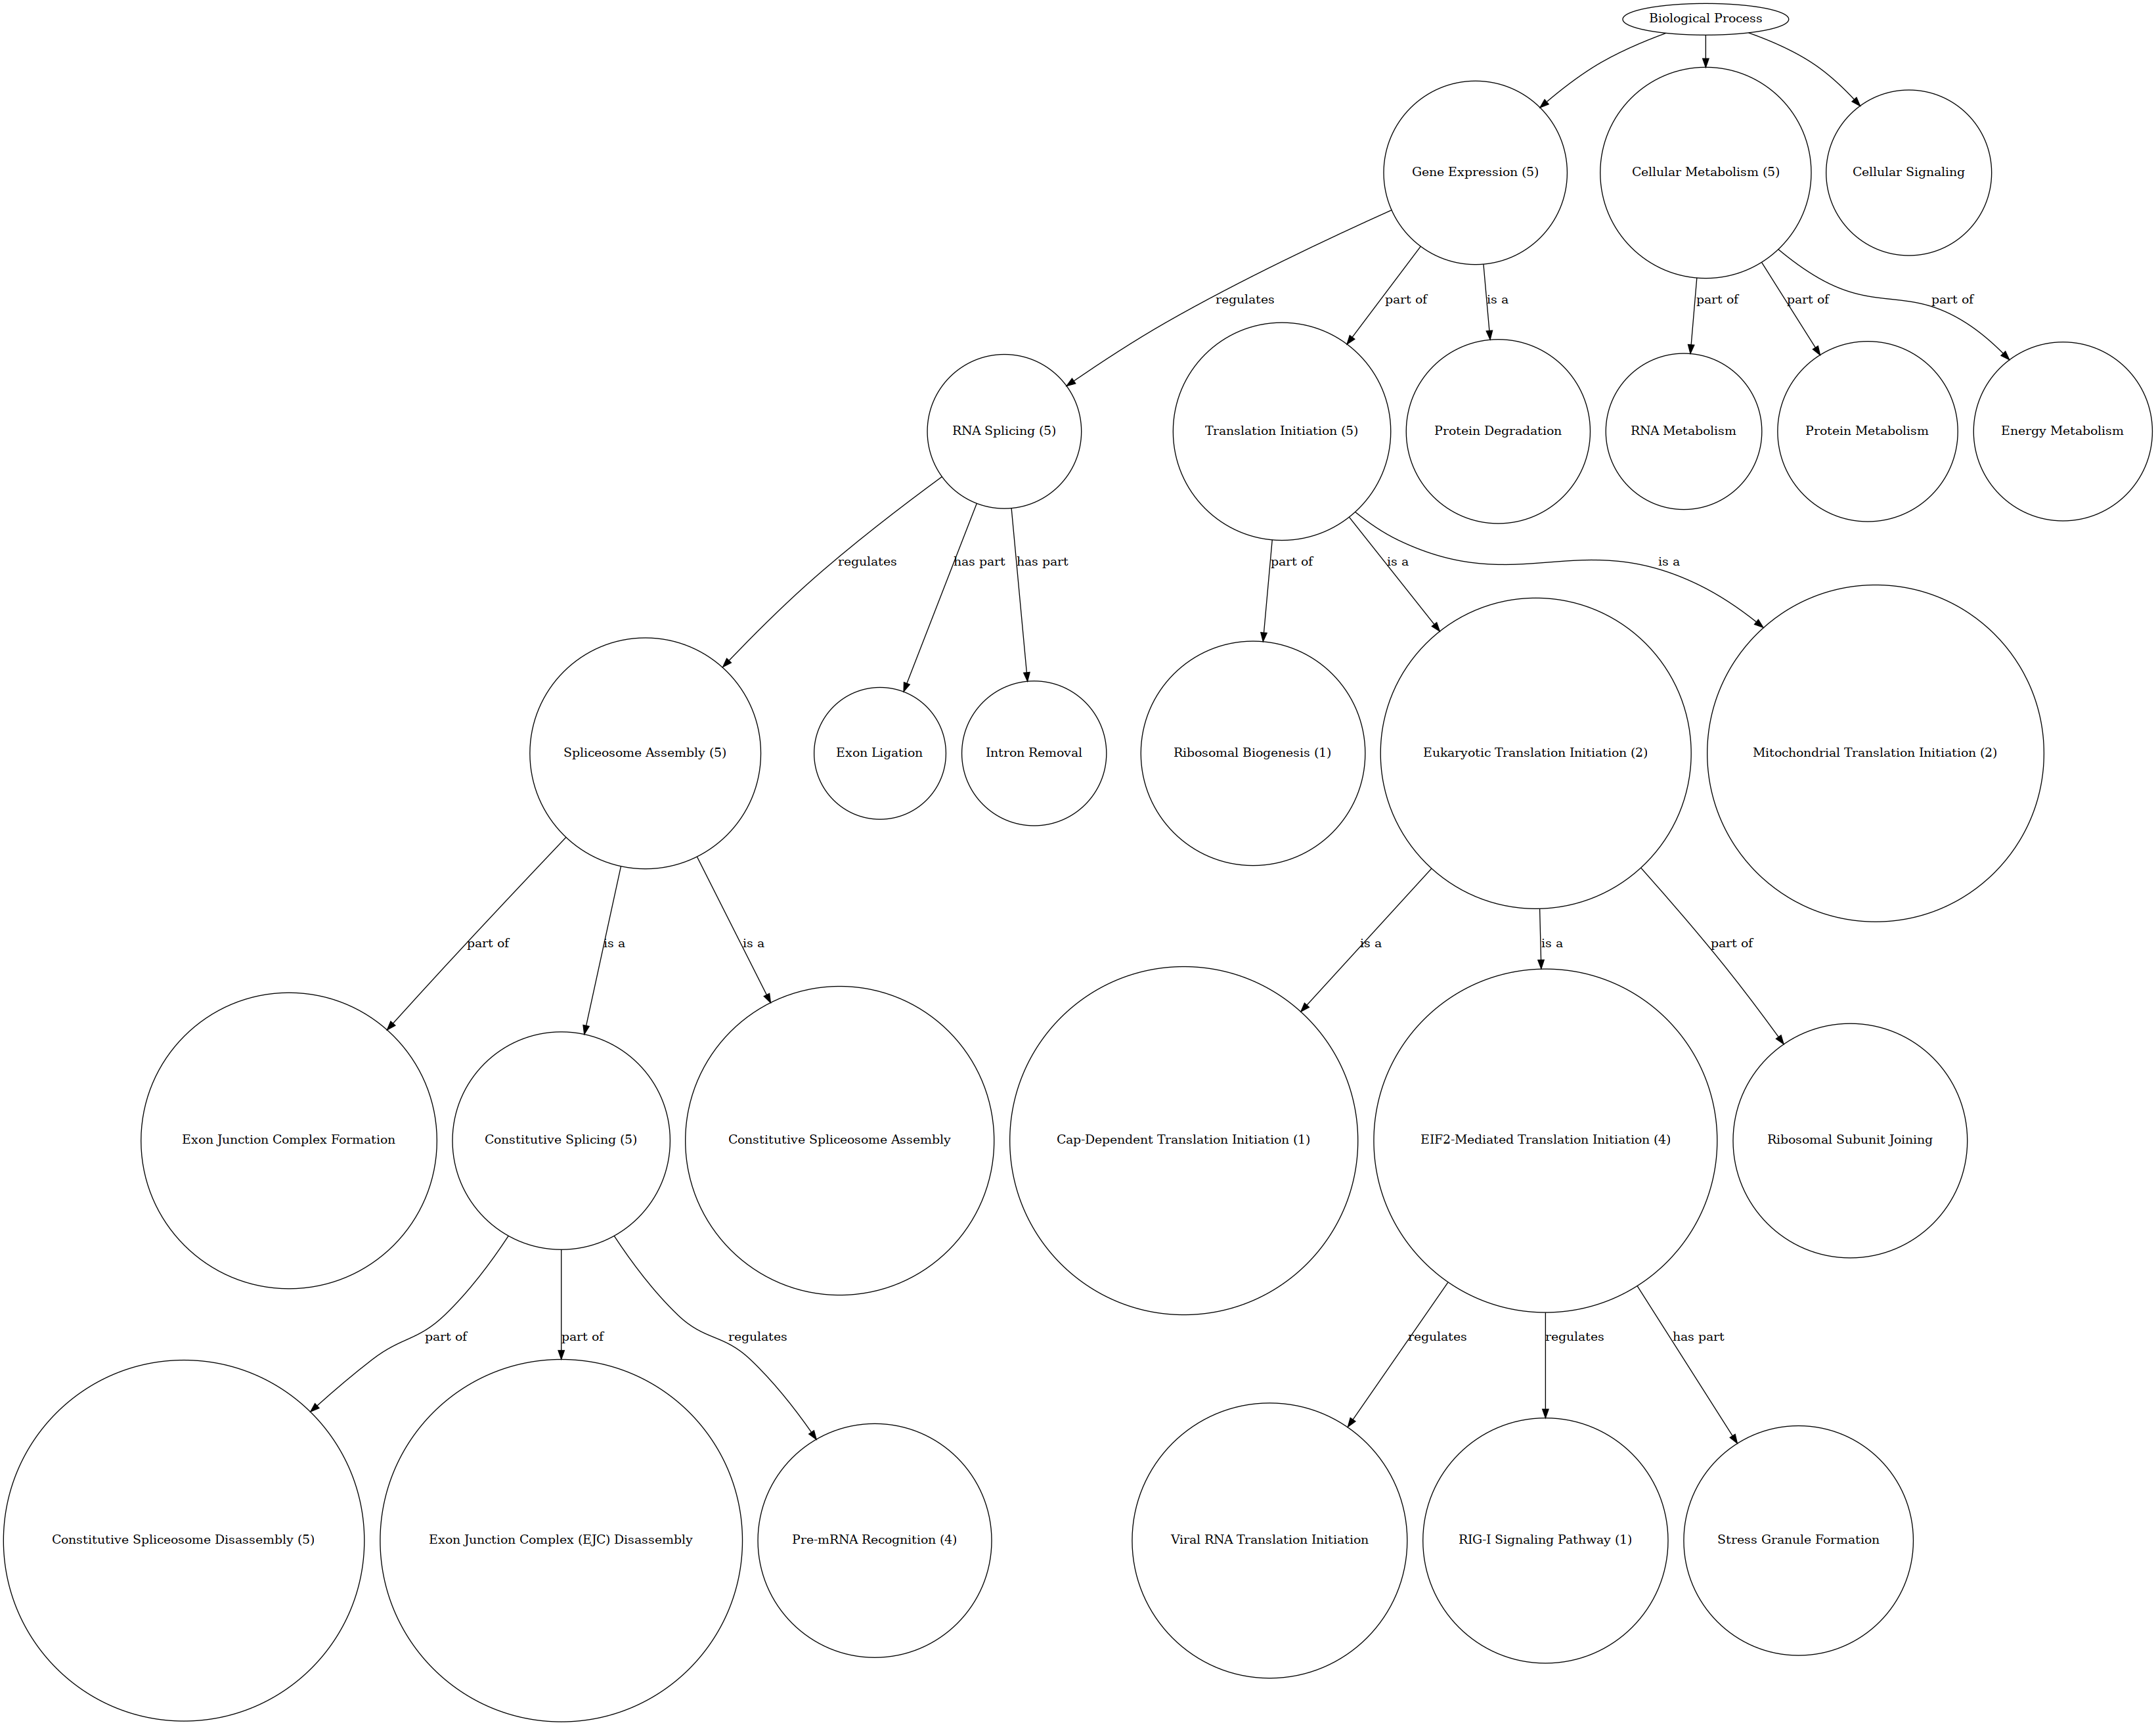 Biological Process
Gene Expression (5)
Cellular Metabolism (5)
Cellular Signaling
regulates
part of
is a
part of
part of
part of
RNA Splicing (5)
Translation Initiation (5)
Protein Degradation
RNA Metabolism
Protein Metabolism
Energy Metabolism
regulates
has part
has part
part of
is a
is a
Spliceosome Assembly (5)
Exon Ligation
Intron Removal
Ribosomal Biogenesis (1)
Eukaryotic Translation Initiation (2)
Mitochondrial Translation Initiation (2)
part of
is a
is a
is a
is a
part of
Exon Junction Complex Formation
Constitutive Splicing (5)
Constitutive Spliceosome Assembly
Cap-Dependent Translation Initiation (1)
EIF2-Mediated Translation Initiation (4)
Ribosomal Subunit Joining
part of
part of
regulates
regulates
regulates
has part
Constitutive Spliceosome Disassembly (5)
Exon Junction Complex (EJC) Disassembly
Pre-mRNA Recognition (4)
Viral RNA Translation Initiation
RIG-I Signaling Pathway (1)
Stress Granule Formation